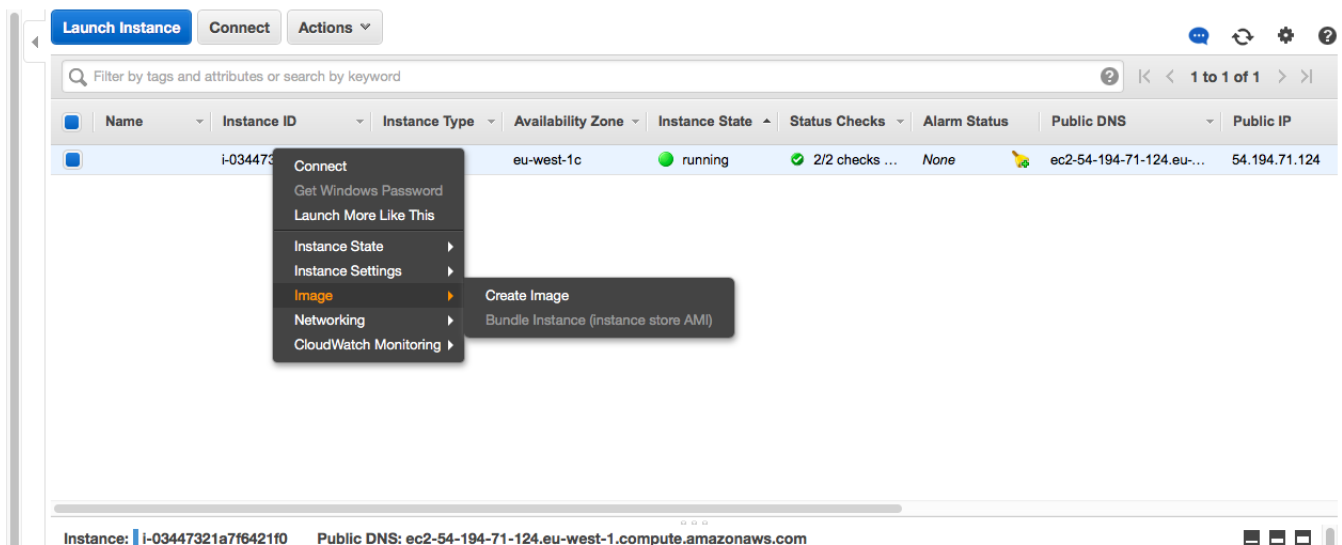 Launch Instance Connect Actions
Filter by tags and attributes or search by keyword 1 to 1 of 1
Name Instance ID Instance Type Availability Zone Instance State Status Checks Alarm Status Public DNS Public IP
i-03447 eu-west-1c running 2/2 checks ... None ec2-54-194-71-124.eu-... 54.194.71.124
Connect
Get Windows Password
Launch More Like This
Instance State
Instance Settings
Image Create Image
Networking Bundle Instance (instance store AMI)
CloudWatch Monitoring
Instance: i-03447321a7f6421f0 Public DNS: ec2-54-194-71-124.eu-west-1.compute.amazonaws.com